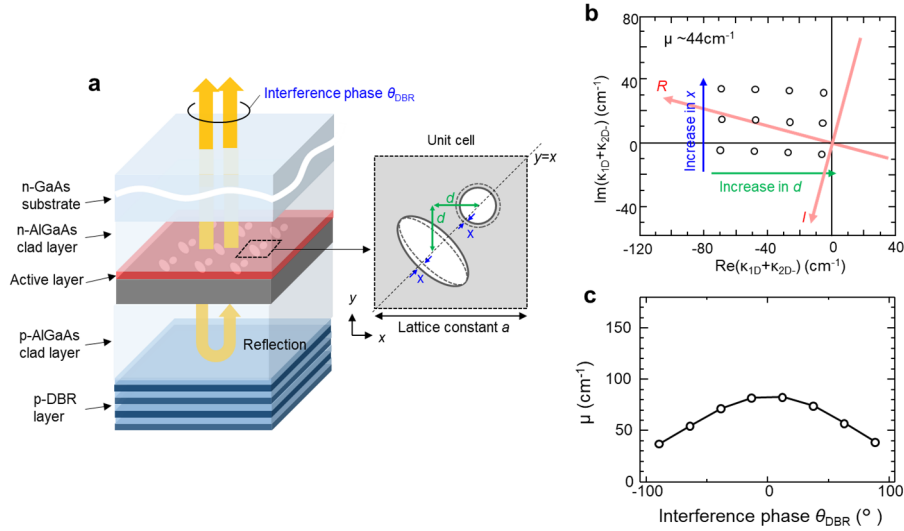 a
Interference phase θDBR
n-GaAs
substrate
n-AlGaAs
clad layer
Active layer
p-AlGaAs
clad layer
p-DBR
layer
Reflection
Unit cell
y=x
d
d
x
x
y
x
Lattice constant a
b
μ ~44cm-1
R
I
Increase in x
Increase in d
Im(κ1D+κ2D-) (cm-1)
80
40
0
-40
-120
-80
-40
0
40
Re(κ1D+κ2D-) (cm-1)
c
μ (cm-1)
150
100
50
0
-100
0
100
Interference phase θDBR (°)